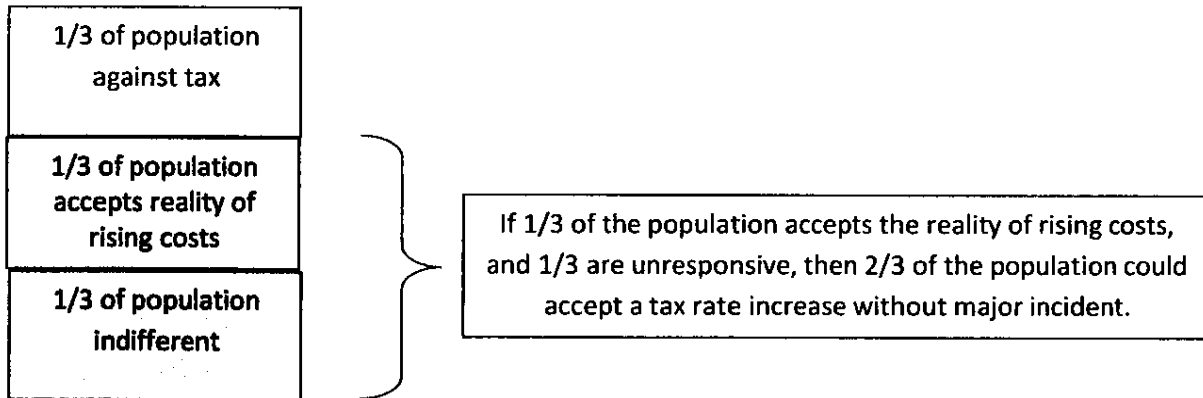 1/3 of population
against tax
1/3 of population
accepts reality of
rising costs
1/3 of population
indifferent
If 1/3 of the population accepts the reality of rising costs,
and 1/3 are unresponsive, then 2/3 of the population could
accept a tax rate increase without major incident.